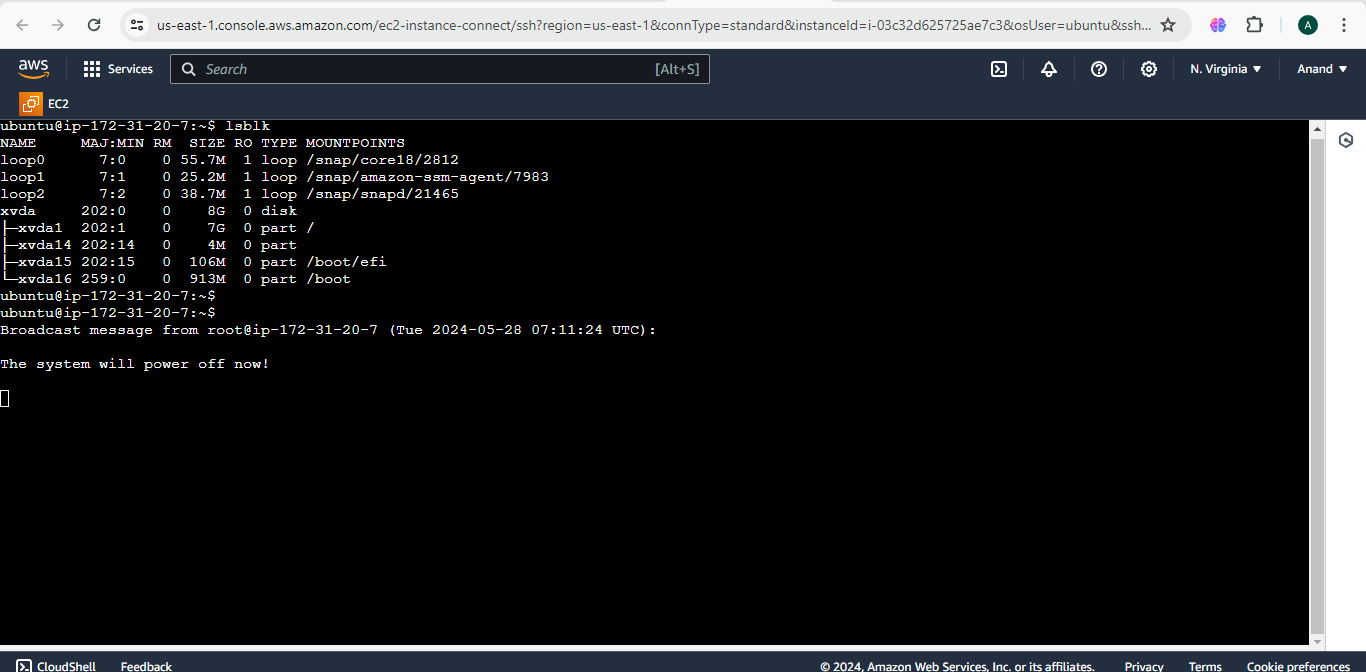 us-east-1.console.aws.amazon.com/ec2-instance-connect/ssh?region=us-east-1&connType=standard&instanceId=i-03c32d625725ae7c3&osUser=ubuntu&ssh...
A
aws
Services
Search
[Alt+S]
N. Virginia
Anand
EC2
ubuntu@ip-172-31-20-7:~$ lsblk
NAME     MAJ:MIN RM  SIZE RO TYPE MOUNTPOINTS
loop0      7:0    0 55.7M  1 loop /snap/core18/2812
loop1      7:1    0 25.2M  1 loop /snap/amazon-ssm-agent/7983
loop2      7:2    0 38.7M  1 loop /snap/snapd/21465
xvda     202:0    0    8G  0 disk
├─xvda1  202:1    0    7G  0 part /
├─xvda14 202:14   0    4M  0 part
├─xvda15 202:15   0  106M  0 part /boot/efi
└─xvda16 259:0    0  913M  0 part /boot
ubuntu@ip-172-31-20-7:~$
ubuntu@ip-172-31-20-7:~$
Broadcast message from root@ip-172-31-20-7 (Tue 2024-05-28 07:11:24 UTC):
The system will power off now!
CloudShell
Feedback
© 2024, Amazon Web Services, Inc. or its affiliates.
Privacy
Terms
Cookie preferences